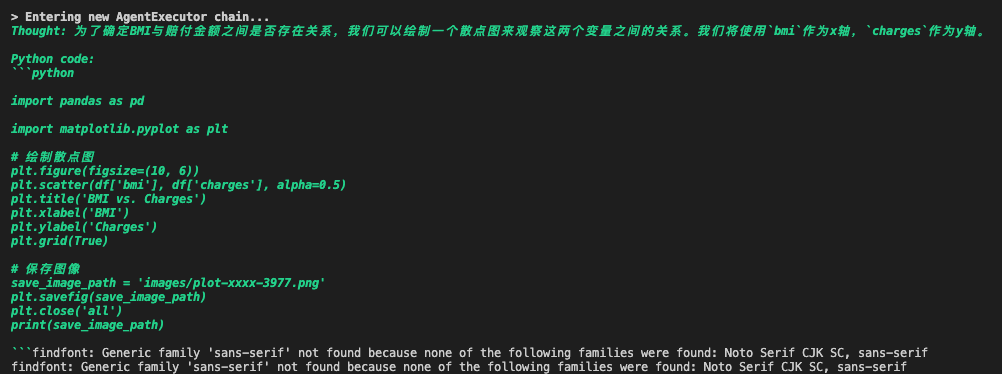 > Entering new AgentExecutor chain...
Thought: 为了确定BMI与赔付金额之间是否存在关系, 我们可以绘制一个散点图来观察这两个变量之间的关系。我们将使用`bmi`作为x轴, `charges`作为y轴。
Python code:
```python
import pandas as pd
import matplotlib.pyplot as plt
# 绘制散点图
plt.figure(figsize=(10, 6))
plt.scatter(df['bmi'], df['charges'], alpha=0.5)
plt.title('BMI vs. Charges')
plt.xlabel('BMI')
plt.ylabel('Charges')
plt.grid(True)
# 保存图像
save_image_path = 'images/plot-xxxx-3977.png'
plt.savefig(save_image_path)
plt.close('all')
print(save_image_path)
```findfont: Generic family 'sans-serif' not found because none of the following families were found: Noto Serif CJK SC, sans-serif
findfont: Generic family 'sans-serif' not found because none of the following families were found: Noto Serif CJK SC, sans-serif